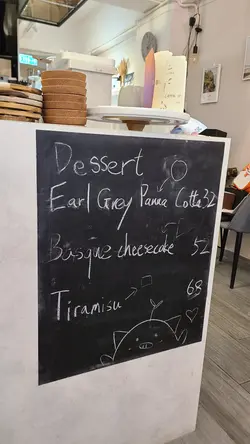 Dessert
Earl Grey Panna Cotta 32
Basque cheesecake 52
Tiramisu 68